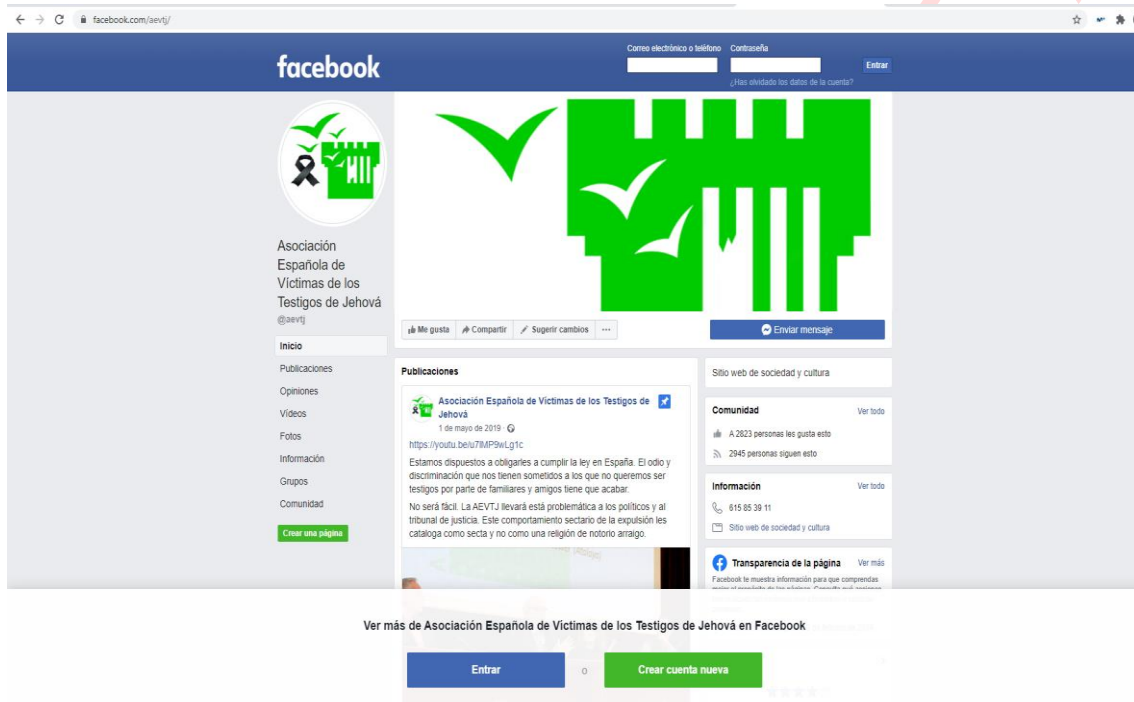 facebook.com/aevtj/
facebook
Correo electrónico o teléfono
Contraseña
Entrar
¿Has olvidado los datos de la cuenta?
Asociación
Española de
Víctimas de los
Testigos de Jehová
@aevtj
Inicio
Publicaciones
Opiniones
Vídeos
Fotos
Información
Grupos
Comunidad
Crear una página
Me gusta
Compartir
Sugerir cambios
Enviar mensaje
Publicaciones
Asociación Española de Víctimas de los Testigos de
Jehová
1 de mayo de 2019 ·
https://youtu.be/u7lMP9wLg1c
Estamos dispuestos a obligarles a cumplir la ley en España. El odio y
discriminación que nos tienen sometidos a los que no queremos ser
testigos por parte de familiares y amigos tiene que acabar.
No será fácil. La AEVTJ llevará está problemática a los políticos y al
tribunal de justicia. Este comportamiento sectario de la expulsión les
cataloga como secta y no como una religión de notorio arraigo.
Sitio web de sociedad y cultura
Comunidad
Ver todo
A 2823 personas les gusta esto
2945 personas siguen esto
Información
Ver todo
615 85 39 11
Sitio web de sociedad y cultura
Transparencia de la página
Ver más
Facebook te muestra información para que comprendas
Ver más de Asociación Española de Víctimas de los Testigos de Jehová en Facebook
Entrar
o
Crear cuenta nueva